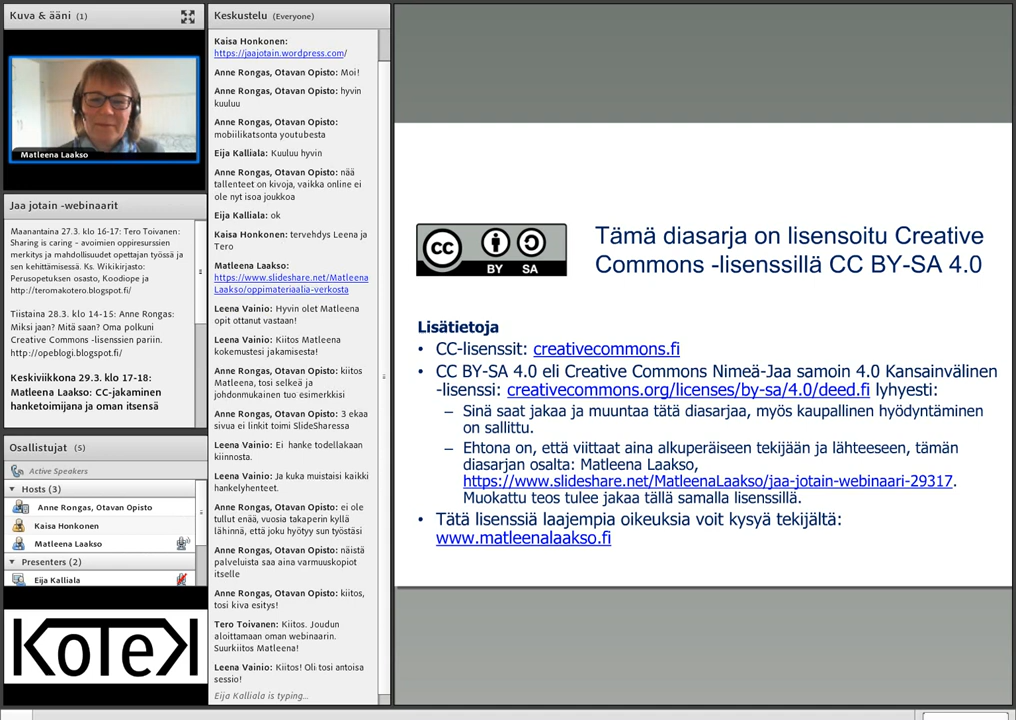 Kuva & ääni (1)
Matleena Laakso
Jaa jotain -webinaarit
Maanantaina 27.3. klo 16-17: Tero Toivanen:
Sharing is caring – avoimien oppiresurssien
merkitys ja mahdollisuudet opettajan työssä ja
sen kehittämisessä. Ks. Wikikirjasto:
Perusopetuksen osasto, Koodiope ja
http://teromakotero.blogspot.fi/
Tiistaina 28.3. klo 14-15: Anne Rongas:
Miksi jaan? Mitä saan? Oma polkuni
Creative Commons -lisenssien pariin.
http://opeblogi.blogspot.fi/
Keskiviikkona 29.3. klo 17-18:
Matleena Laakso: CC-jakaminen
hanketoimijana ja oman itsensä
Osallistujat (5)
Active Speakers
Hosts (3)
Anne Rongas, Otavan Opisto
Kaisa Honkonen
Matleena Laakso
Presenters (2)
Eija Kalliala
KoTeK
Keskustelu (Everyone)
Kaisa Honkonen:
https://jaajotain.wordpress.com/
Anne Rongas, Otavan Opisto: Moi!
Anne Rongas, Otavan Opisto: hyvin
kuuluu
Anne Rongas, Otavan Opisto:
mobiilikatsonta youtubesta
Eija Kalliala: Kuuluu hyvin
Anne Rongas, Otavan Opisto: nää
tallenteet on kivoja, vaikka online ei
ole nyt isoa joukkoa
Eija Kalliala: ok
Kaisa Honkonen: tervehdys Leena ja
Tero
Matleena Laakso:
https://www.slideshare.net/Matleena
Laakso/oppimateriaalia-verkosta
Leena Vainio: Hyvin olet Matleena
opit ottanut vastaan!
Leena Vainio: Kiitos Matleena
kokemustesi jakamisesta!
Anne Rongas, Otavan Opisto: kiitos
Matleena, tosi selkeä ja
johdonmukainen tuo esimerkkisi
Anne Rongas, Otavan Opisto: 3 ekaa
sivua ei linkit toimi SlideSharessa
Leena Vainio: Ei hanke todellakaan
kiinnosta.
Leena Vainio: Ja kuka muistaisi kaikki
hankelyhenteet.
Anne Rongas, Otavan Opisto: ei ole
tullut enää, vuosia takaperin kyllä
lähinnä, että joku hyötyy sun työstäsi
Anne Rongas, Otavan Opisto: näistä
palveluista saa aina varmuuskopiot
itselle
Anne Rongas, Otavan Opisto: kiitos,
tosi kiva esitys!
Tero Toivanen: Kiitos. Joudun
aloittamaan oman webinaarin.
Suurkiitos Matleena!
Leena Vainio: Kiitos! Oli tosi antoisa
sessio!
Eija Kalliala is typing...
cc BY SA
Tämä diasarja on lisensoitu Creative
Commons -lisenssillä CC BY-SA 4.0
Lisätietoja
• CC-lisenssit: creativecommons.fi
• CC BY-SA 4.0 eli Creative Commons Nimeä-Jaa samoin 4.0 Kansainvälinen
-lisenssi: creativecommons.org/licenses/by-sa/4.0/deed.fi lyhyesti:
– Sinä saat jakaa ja muuntaa tätä diasarjaa, myös kaupallinen hyödyntäminen
on sallittu.
– Ehtona on, että viittaat aina alkuperäiseen tekijään ja lähteeseen, tämän
diasarjan osalta: Matleena Laakso,
https://www.slideshare.net/MatleenaLaakso/jaa-jotain-webinaari-29317.
Muokattu teos tulee jakaa tällä samalla lisenssillä.
• Tätä lisenssiä laajempia oikeuksia voit kysyä tekijältä:
www.matleenalaakso.fi